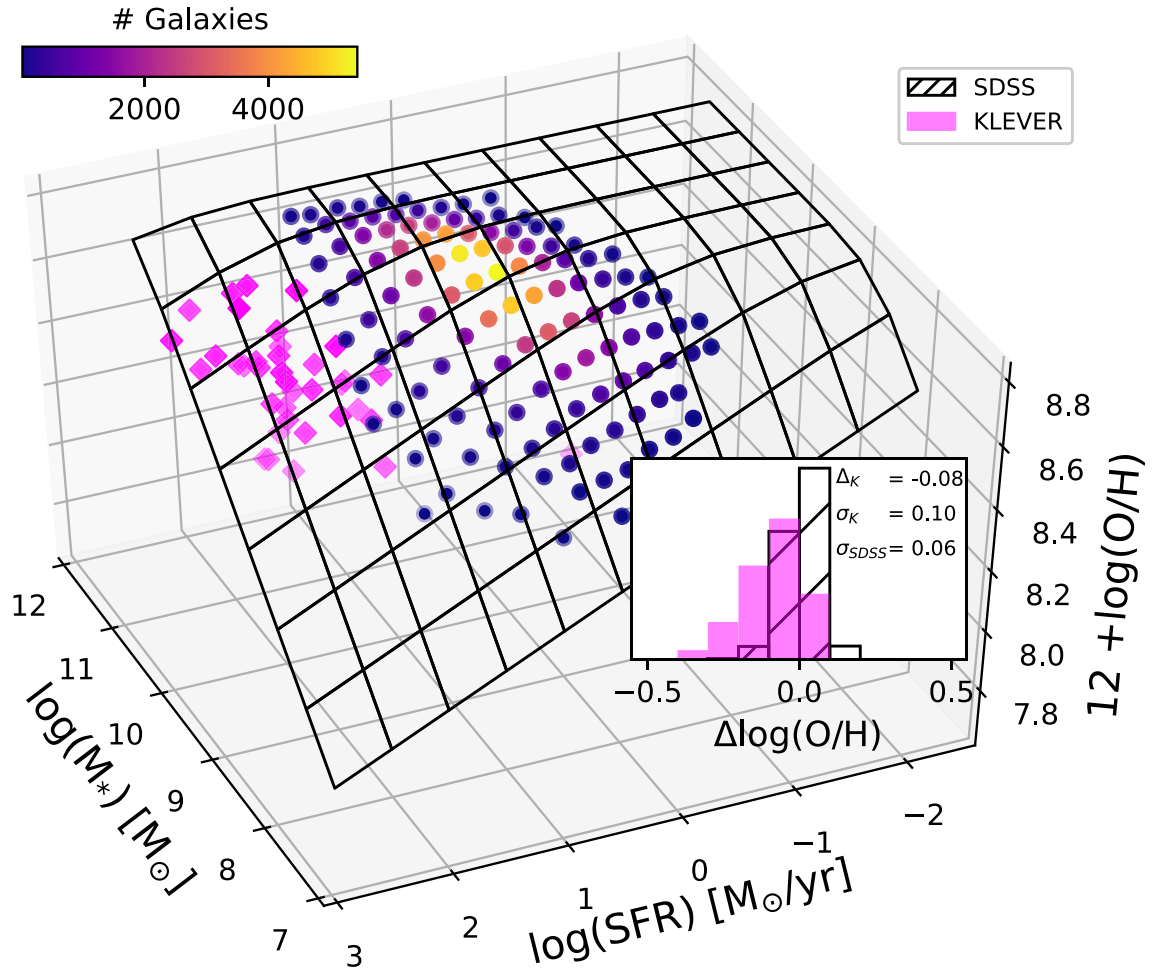 # Galaxies
2000 4000
SDSS
KLEVER
8.8
8.6
8.4
8.2
8.0
7.8
12 +log(O/H)
Δ_K = -0.08
σ_K = 0.10
σ_SDSS = 0.06
−0.5 0.0 0.5
Δlog(O/H)
12
11
10
9
8
7
log(M_*) [M_⊙]
3
2
1
0
−1
−2
log(SFR) [M_⊙/yr]